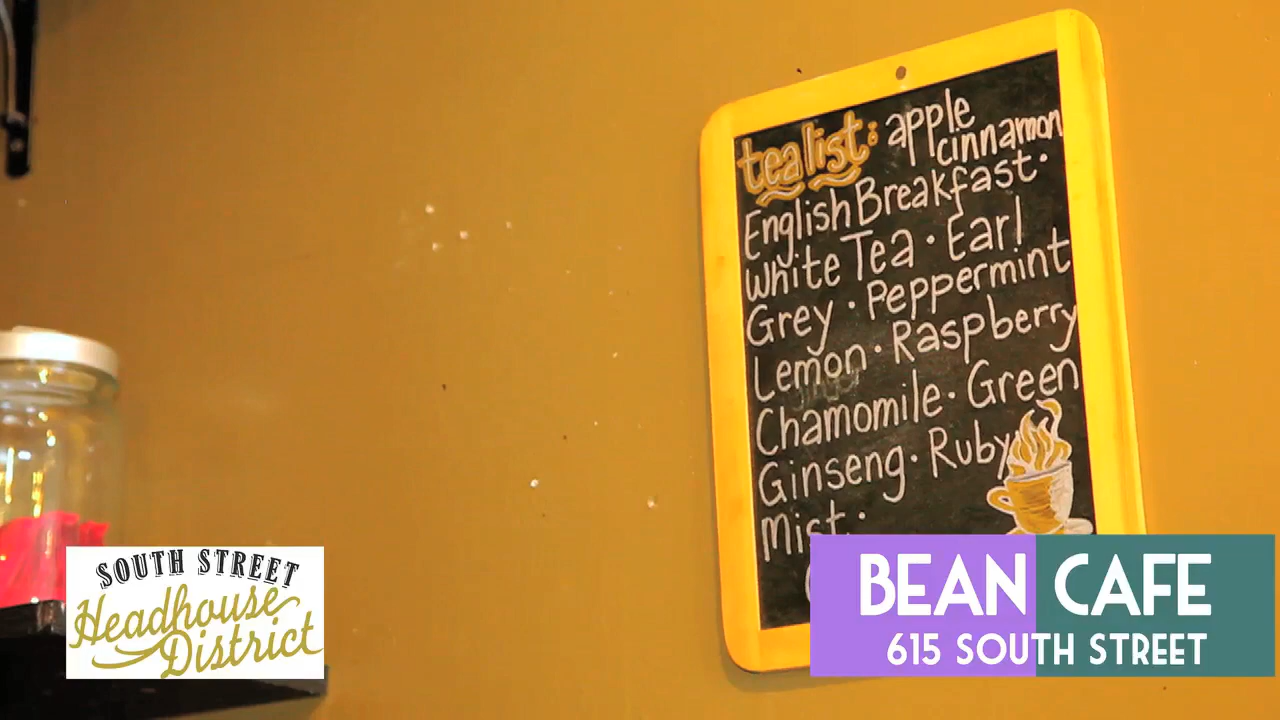 tea list: apple
cinnamon
English Breakfast ·
White Tea · Earl
Grey · Peppermint
Lemon · Raspberry
Chamomile · Green
Ginseng · Ruby
Mist ·
SOUTH STREET
Headhouse
District
BEAN CAFE
615 SOUTH STREET